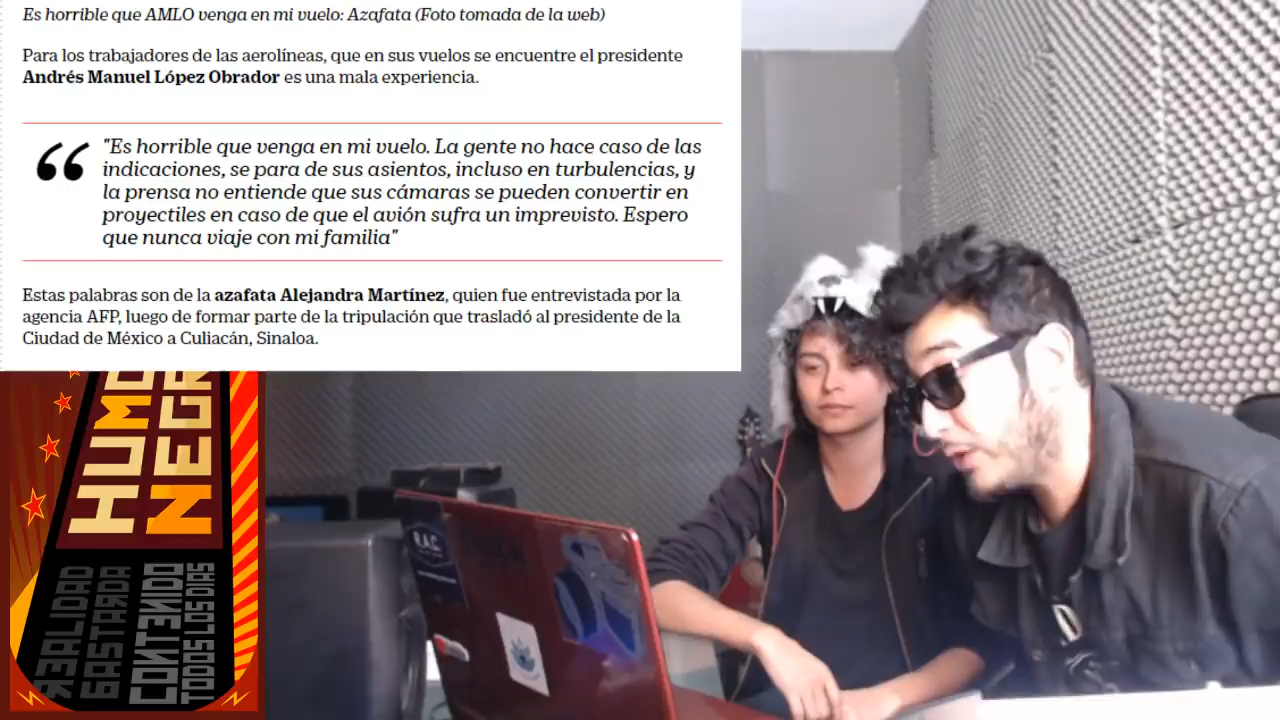 Es horrible que AMLO venga en mi vuelo: Azafata (Foto tomada de la web)
Para los trabajadores de las aerolíneas, que en sus vuelos se encuentre el presidente
Andrés Manuel López Obrador es una mala experiencia.
"Es horrible que venga en mi vuelo. La gente no hace caso de las
indicaciones, se para de sus asientos, incluso en turbulencias, y
la prensa no entiende que sus cámaras se pueden convertir en
proyectiles en caso de que el avión sufra un imprevisto. Espero
que nunca viaje con mi familia"
Estas palabras son de la azafata Alejandra Martínez, quien fue entrevistada por la
agencia AFP, luego de formar parte de la tripulación que trasladó al presidente de la
Ciudad de México a Culiacán, Sinaloa.
REALIDAD
BASTARDA
CONTENIDO
TODOS LOS DIAS
R.A.C.